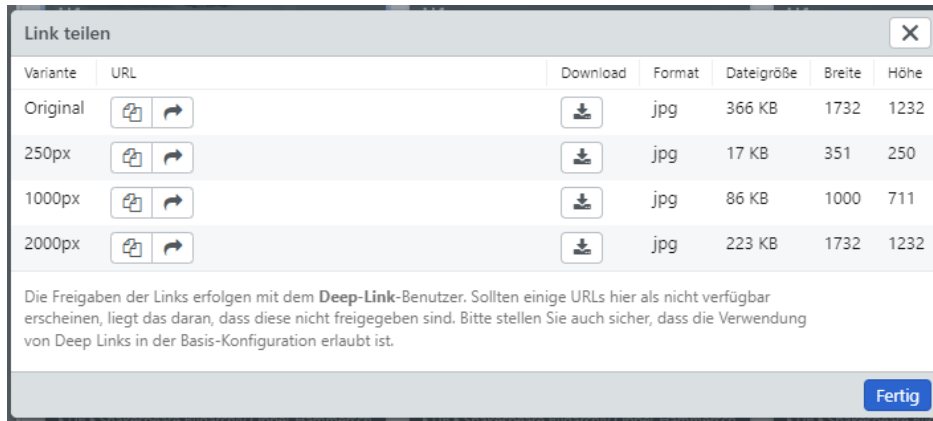 Link teilen
Variante URL Download Format Dateigröße Breite Höhe
Original jpg 366 KB 1732 1232
250px jpg 17 KB 351 250
1000px jpg 86 KB 1000 711
2000px jpg 223 KB 1732 1232
Die Freigaben der Links erfolgen mit dem Deep-Link-Benutzer. Sollten einige URLs hier als nicht verfügbar
erscheinen, liegt das daran, dass diese nicht freigegeben sind. Bitte stellen Sie auch sicher, dass die Verwendung
von Deep Links in der Basis-Konfiguration erlaubt ist.
Fertig